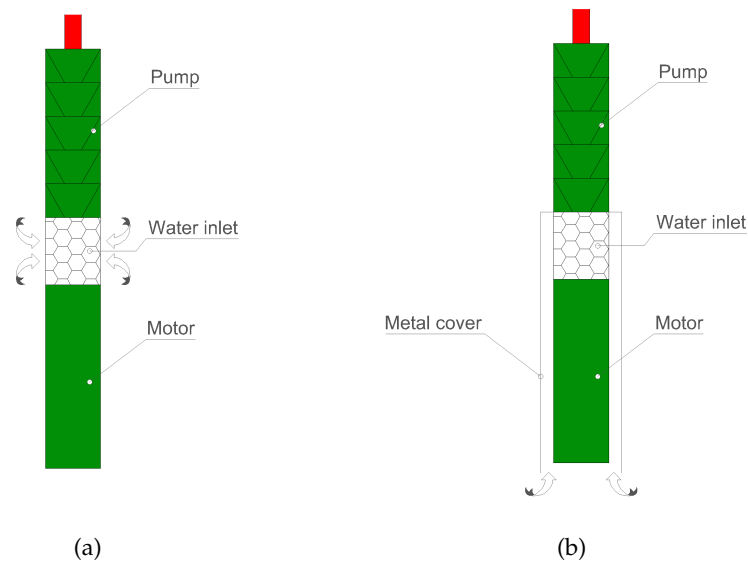 Pump
Water inlet
Motor
(a)
Pump
Water inlet
Metal cover
Motor
(b)